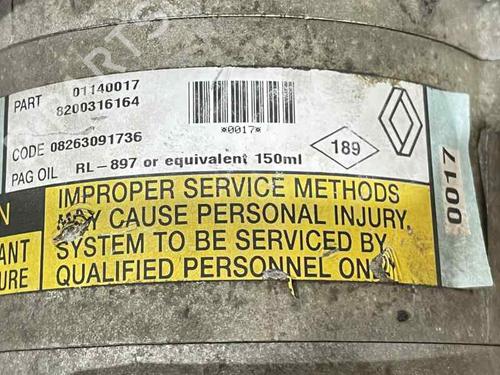 PART 01140017
8200316164
*0017*
CODE 08263091736
189
PAG OIL RL-897 or equivalent 150ml
0017
IMPROPER SERVICE METHODS
MAY CAUSE PERSONAL INJURY
SYSTEM TO BE SERVICED BY
QUALIFIED PERSONNEL ONLY
N
ANT
URE